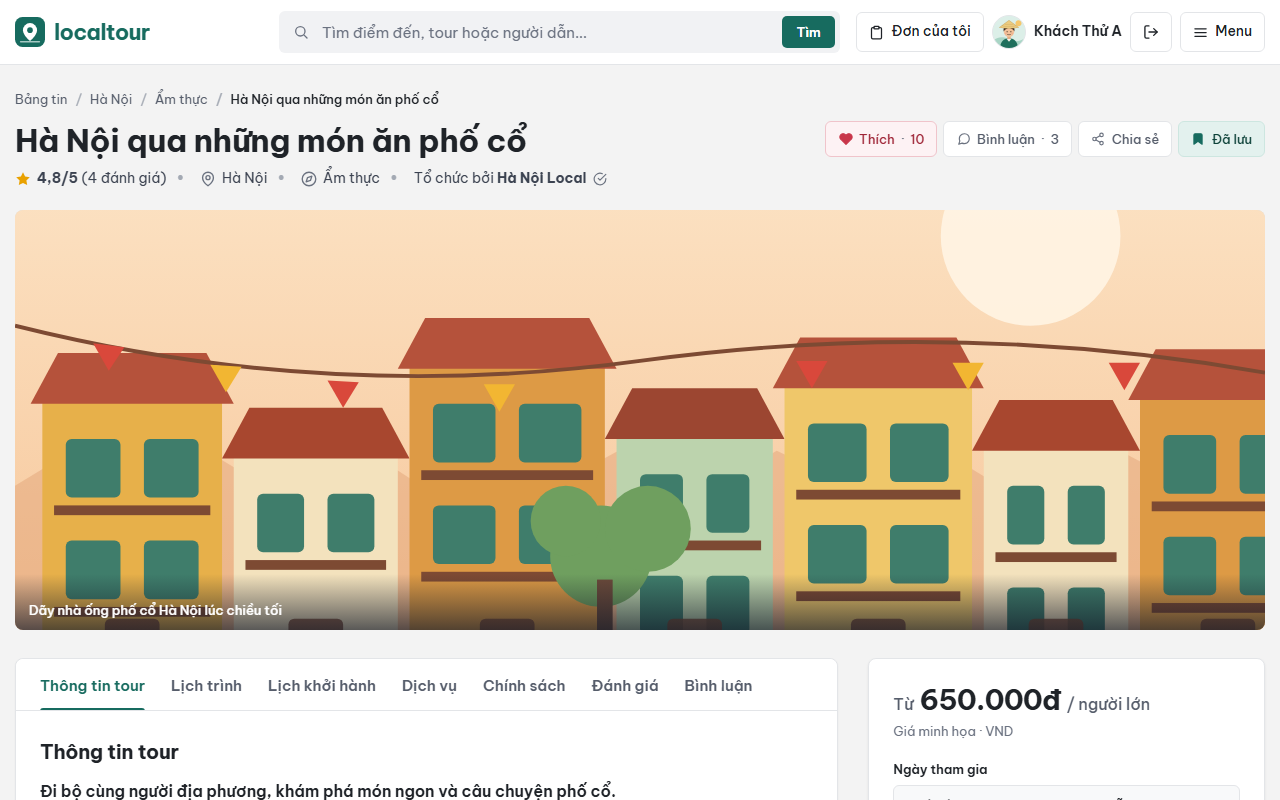 localtour
Tìm điểm đến, tour hoặc người dẫn...
Tìm
Đơn của tôi
Khách Thử A
Menu
Bảng tin / Hà Nội / Ẩm thực / Hà Nội qua những món ăn phố cổ
Hà Nội qua những món ăn phố cổ
Thích · 10
Bình luận · 3
Chia sẻ
Đã lưu
4,8/5 (4 đánh giá) • Hà Nội • Ẩm thực • Tổ chức bởi Hà Nội Local
Dãy nhà ống phố cổ Hà Nội lúc chiều tối
Thông tin tour
Lịch trình
Lịch khởi hành
Dịch vụ
Chính sách
Đánh giá
Bình luận
Thông tin tour
Đi bộ cùng người địa phương, khám phá món ngon và câu chuyện phố cổ.
Từ 650.000đ / người lớn
Giá minh họa · VND
Ngày tham gia